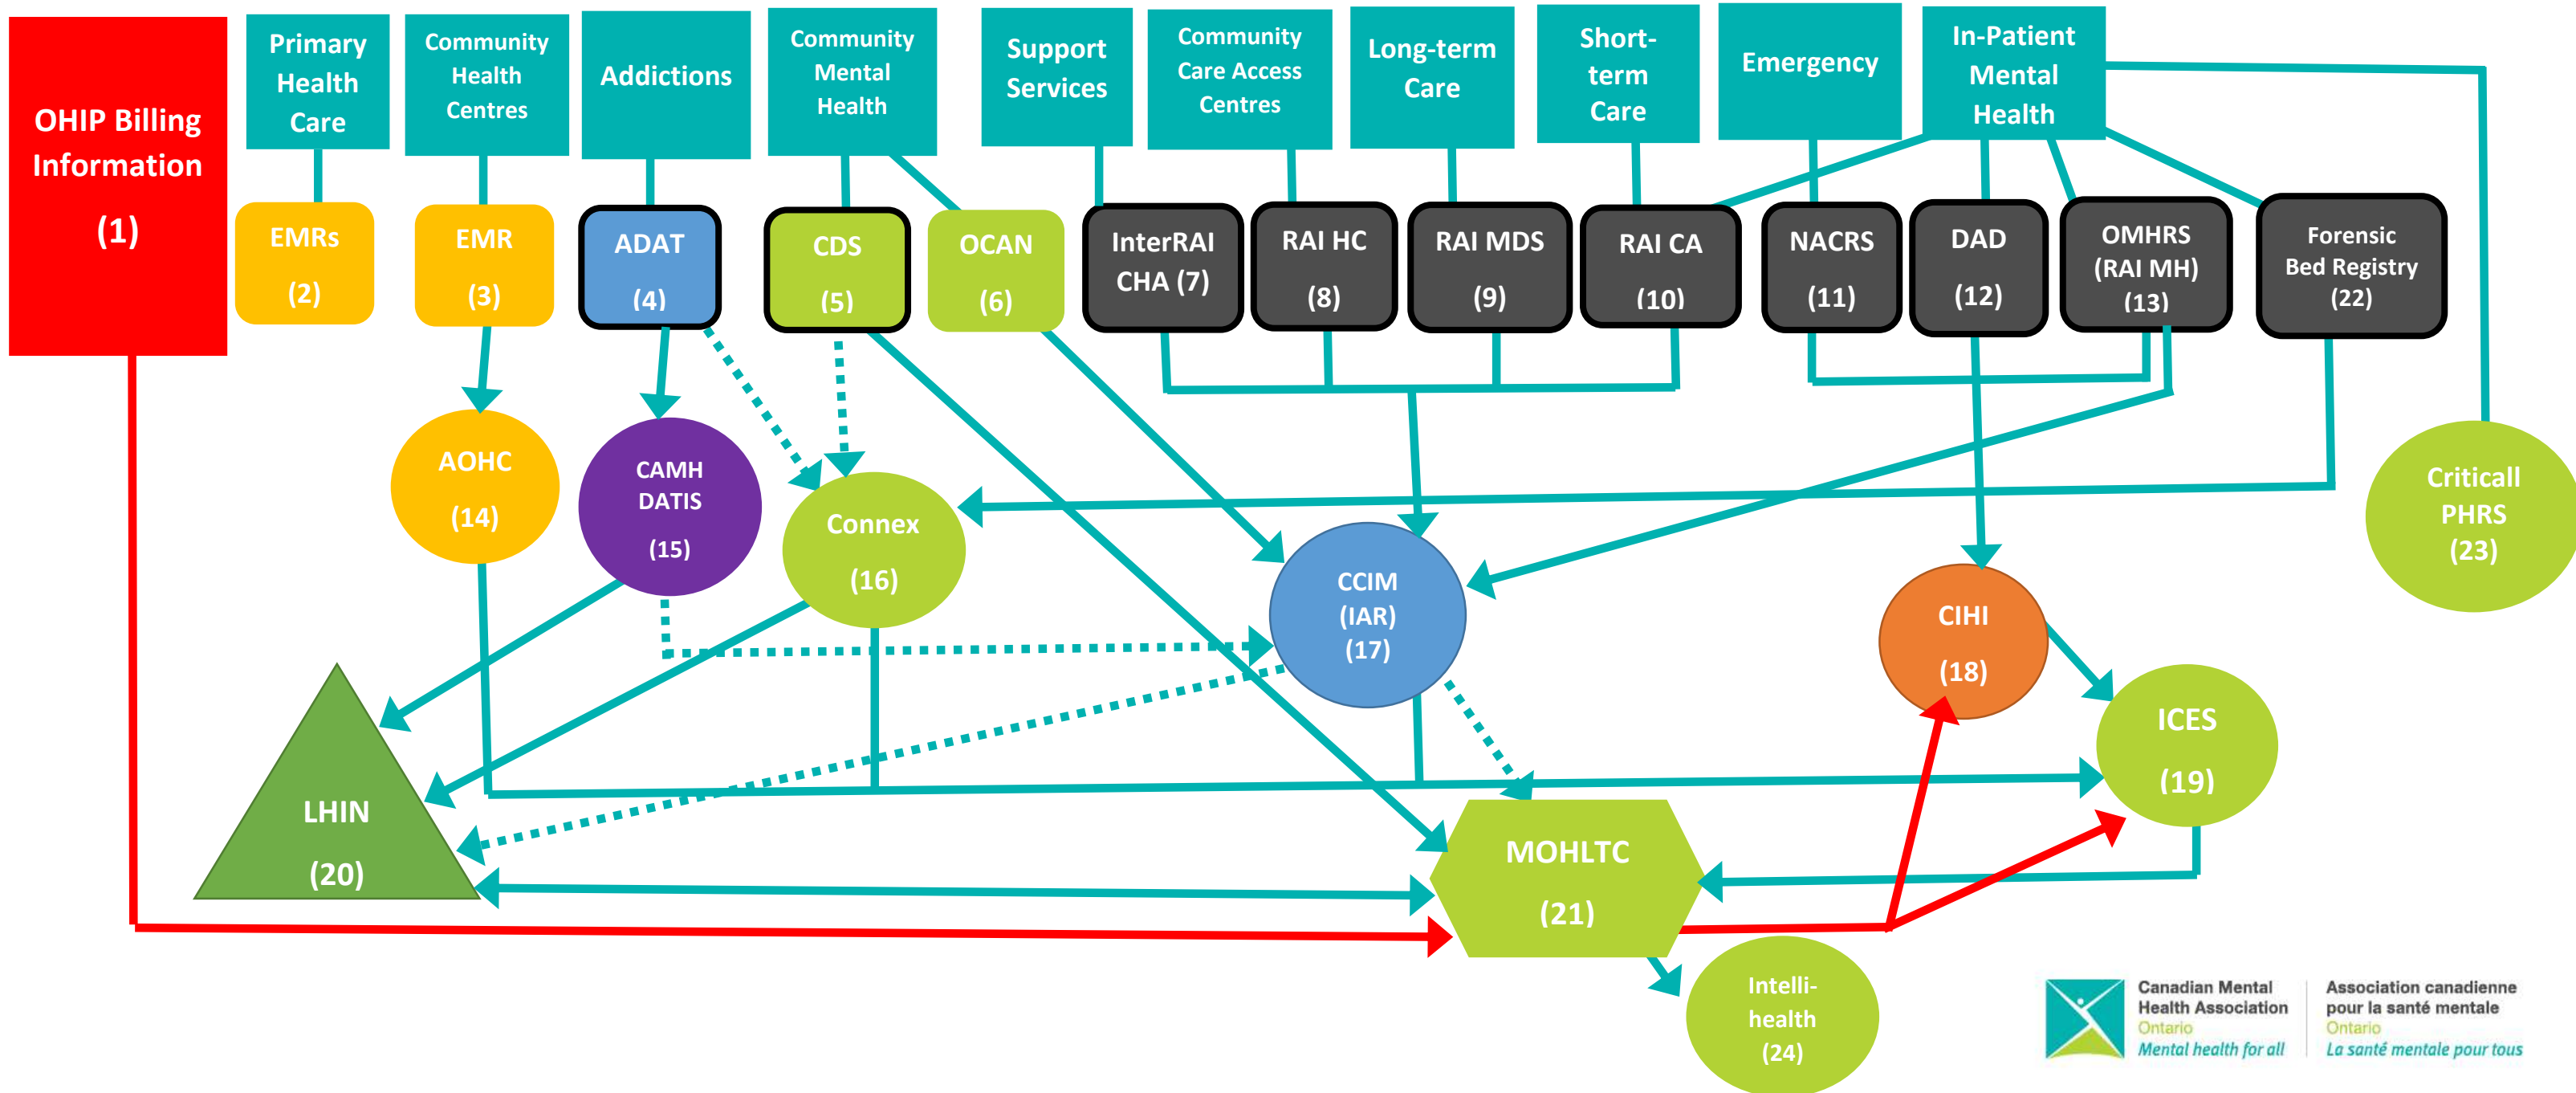 OHIP Billing
Information
(1)
Primary
Health
Care
Community
Health
Centres
Addictions
Community
Mental
Health
Support
Services
Community
Care Access
Centres
Long-term
Care
Short-
term
Care
Emergency
In-Patient
Mental
Health
EMRs
(2)
EMR
(3)
ADAT
(4)
CDS
(5)
OCAN
(6)
InterRAI
CHA (7)
RAI HC
(8)
RAI MDS
(9)
RAI CA
(10)
NACRS
(11)
DAD
(12)
OMHRS
(RAI MH)
(13)
Forensic
Bed Registry
(22)
AOHC
(14)
CAMH
DATIS
(15)
Connex
(16)
CCIM
(IAR)
(17)
CIHI
(18)
Criticall
PHRS
(23)
ICES
(19)
LHIN
(20)
MOHLTC
(21)
Intelli-
health
(24)
Canadian Mental
Health Association
Ontario
Mental health for all
Association canadienne
pour la santé mentale
Ontario
La santé mentale pour tous